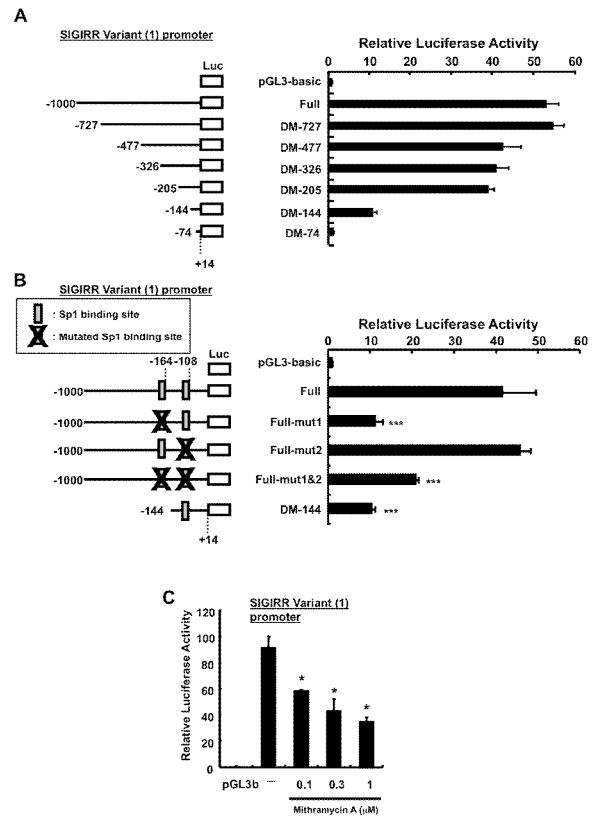 A
SIGIRR Variant (1) promoter
Relative Luciferase Activity
Luc
0 10 20 30 40 50 60
pGL3-basic
-1000 Full
-727 DM-727
-477 DM-477
-326 DM-326
-205 DM-205
-144 DM-144
-74 DM-74
+14
B
SIGIRR Variant (1) promoter
: Sp1 binding site
: Mutated Sp1 binding site
Relative Luciferase Activity
-164 -108 Luc
0 10 20 30 40 50 60
pGL3-basic
-1000 Full
-1000 Full-mut1 ***
-1000 Full-mut2
-1000 Full-mut1&2 ***
-144 DM-144 ***
+14
C
SIGIRR Variant (1)
promoter
Relative Luciferase Activity
120
100
80
60
40
20
0
* * *
pGL3b — 0.1 0.3 1
Mithramycin A (μM)